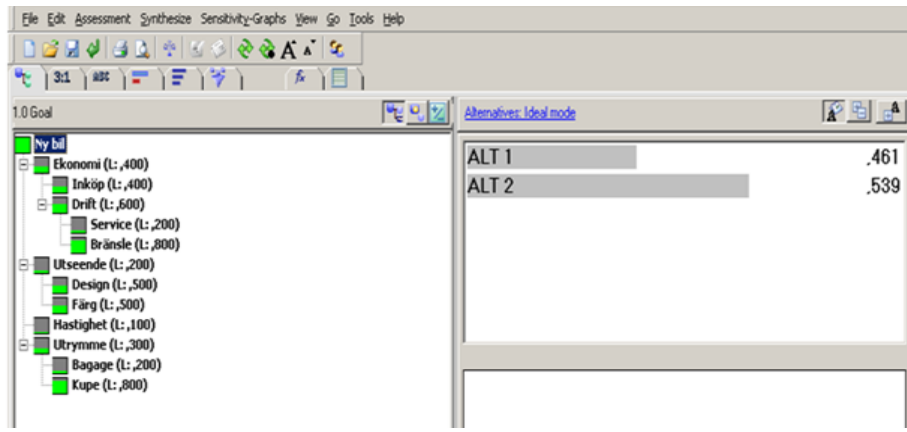 File Edit Assessment Synthesize Sensitivity-Graphs View Go Tools Help
A A
3:1 ABC fx
1.0 Goal
Alternatives: Ideal mode
A A
Ny bil
Ekonomi (L: ,400)
Inköp (L: ,400)
Drift (L: ,600)
Service (L: ,200)
Bränsle (L: ,800)
Utseende (L: ,200)
Design (L: ,500)
Färg (L: ,500)
Hastighet (L: ,100)
Utrymme (L: ,300)
Bagage (L: ,200)
Kupe (L: ,800)
ALT 1 ,461
ALT 2 ,539